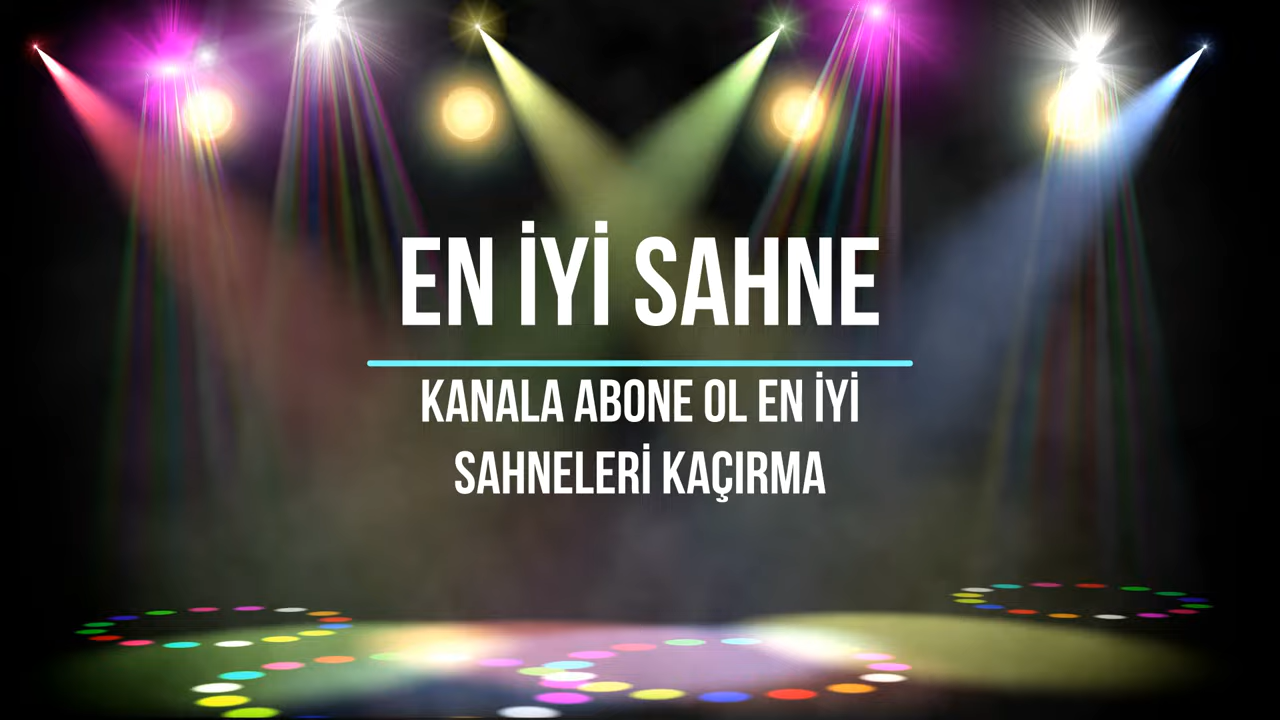 EN İYİ SAHNE
KANALA ABONE OL EN İYİ
SAHNELERİ KAÇIRMA